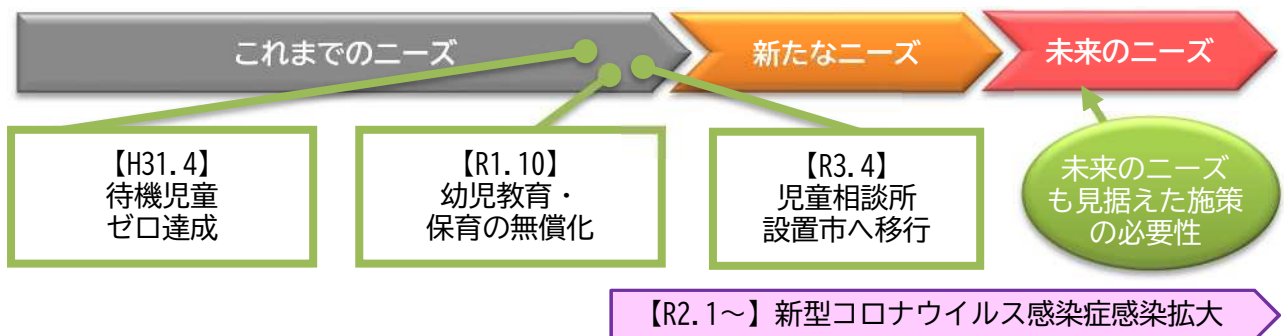 これまでのニーズ
新たなニーズ
未来のニーズ
【H31.4】
待機児童
ゼロ達成
【R1.10】
幼児教育・
保育の無償化
【R3.4】
児童相談所
設置市へ移行
未来のニーズ
も見据えた施策
の必要性
【R2.1～】新型コロナウイルス感染症感染拡大